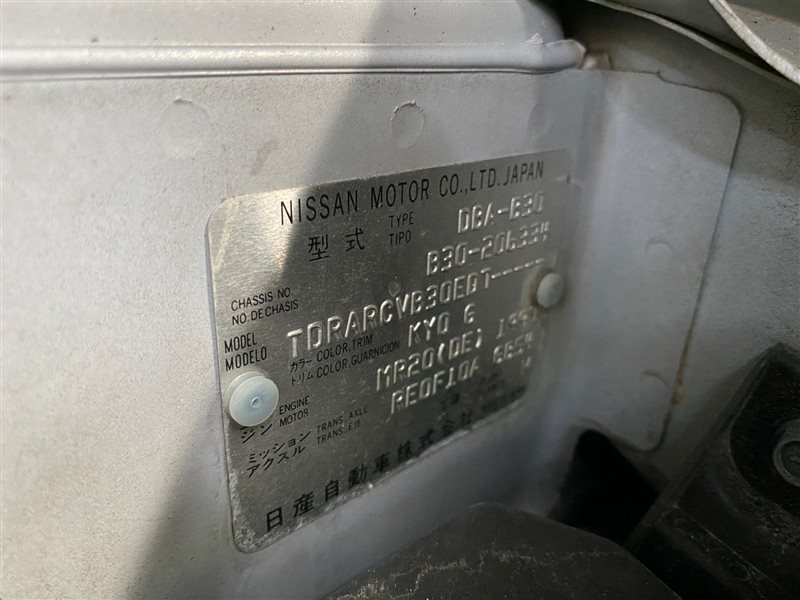 NISSAN MOTOR CO.,LTD. JAPAN
型式 TYPE TIPO DBA-B30
CHASSIS NO. NO. DE CHASIS B30-206334
MODEL MODELO TDRARCVB30EDT-----
カラー COLOR,TRIM トリム COLOR,GUARNICION KY0 G
ジン ENGINE MOTOR MR20(DE) 1997
ミッション アクスル TRANS. AXLE TRANS. E/E RE0F10A
日産自動車株式会社